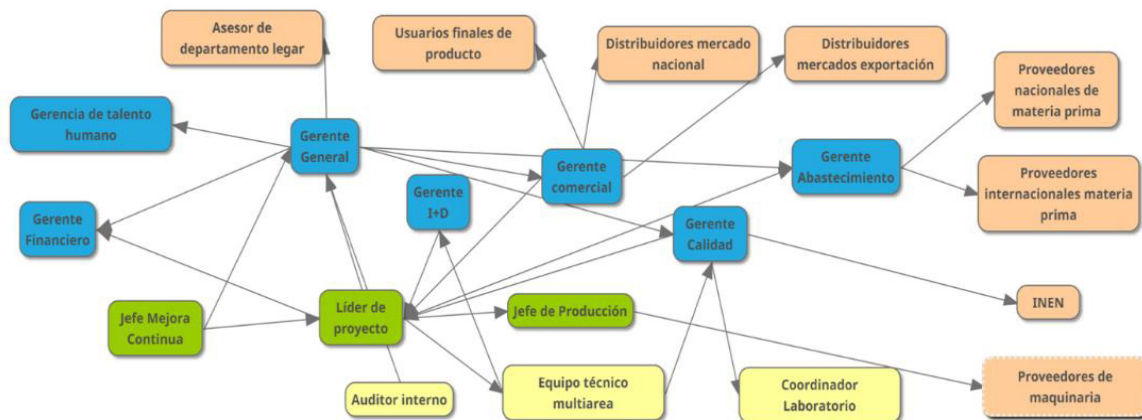 Asesor de
departamento legar
Usuarios finales de
producto
Distribuidores mercado
nacional
Distribuidores
mercados exportación
Proveedores
nacionales de
materia prima
Gerencia de talento
humano
Gerente
General
Gerente
comercial
Gerente
Abastecimiento
Proveedores
internacionales materia
prima
Gerente
I+D
Gerente
Financiero
Gerente
Calidad
Jefe Mejora
Continua
Líder de
proyecto
Jefe de Producción
INEN
Auditor interno
Equipo técnico
multiarea
Coordinador
Laboratorio
Proveedores de
maquinaria